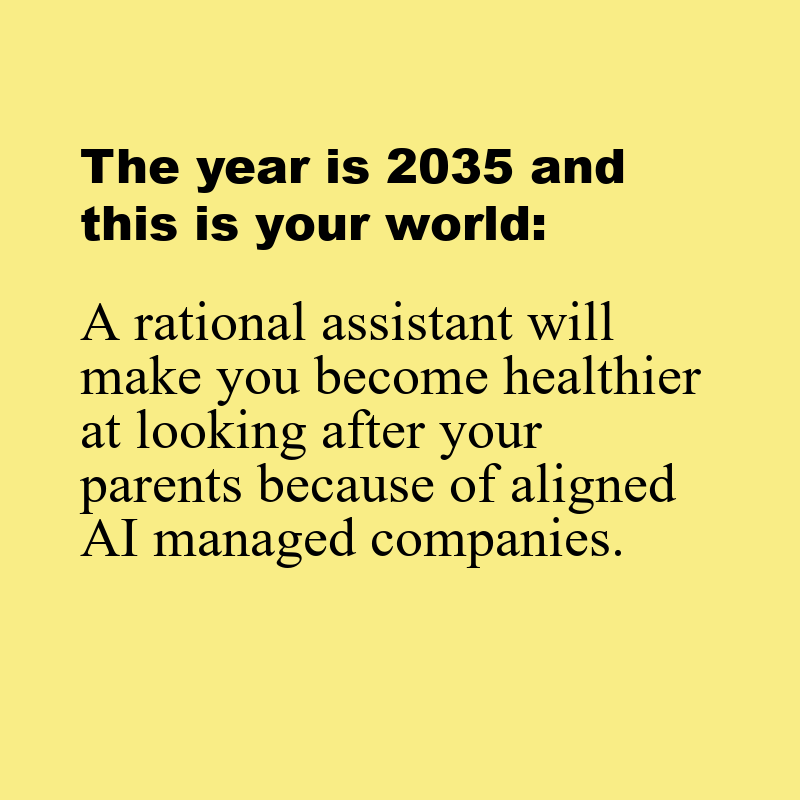 The year is 2035 and
this is your world:
A rational assistant will
make you become healthier
at looking after your
parents because of aligned
AI managed companies.